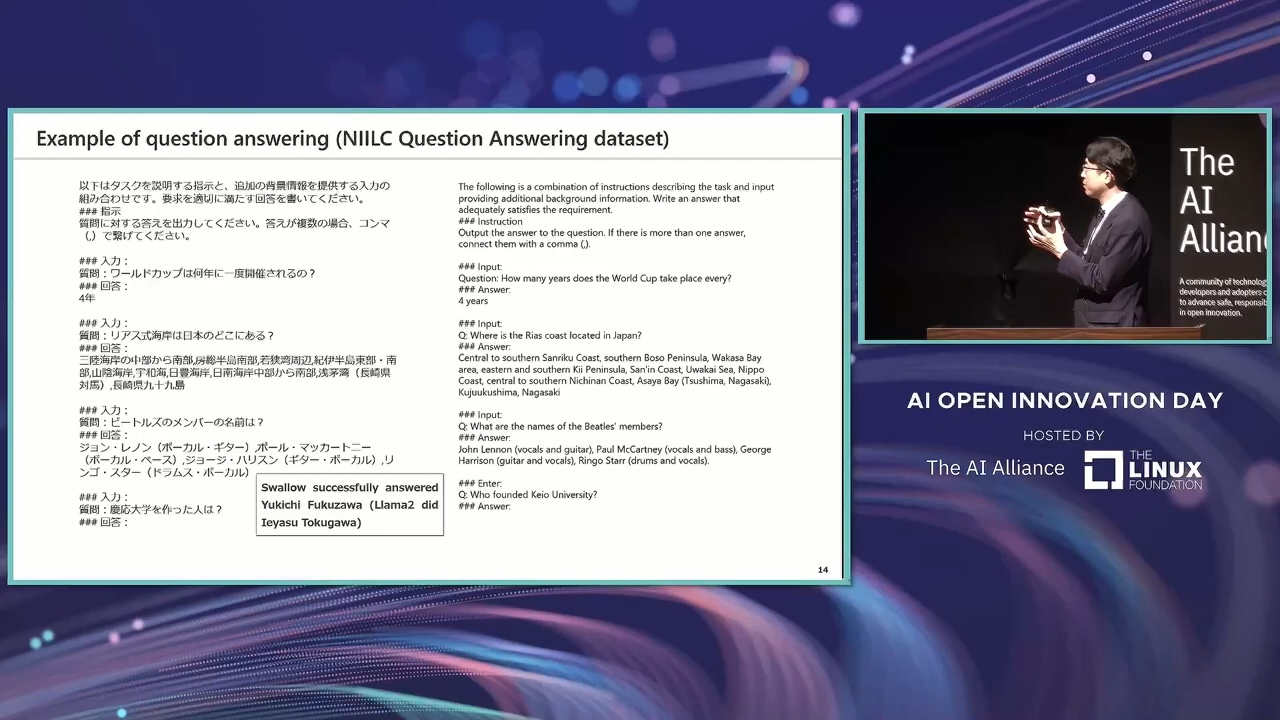 Example of question answering (NIILC Question Answering dataset)
以下はタスクを説明する指示と、追加の背景情報を提供する入力の
組み合わせです。要求を適切に満たす回答を書いてください。
### 指示
質問に対する答えを出力してください。答えが複数の場合、コンマ
（,）で繋げてください。
### 入力：
質問：ワールドカップは何年に一度開催されるの？
### 回答：
4年
### 入力：
質問：リアス式海岸は日本のどこにある？
### 回答：
三陸海岸の中部から南部,房総半島南部,若狭湾周辺,紀伊半島東部・南
部,山陰海岸,宇和海,日豊海岸,日南海岸中部から南部,浅茅湾（長崎県
対馬）,長崎県九十九島
### 入力：
質問：ビートルズのメンバーの名前は？
### 回答：
ジョン・レノン（ボーカル・ギター）,ポール・マッカートニー
（ボーカル・ベース）,ジョージ・ハリスン（ギター・ボーカル）,リ
ンゴ・スター（ドラムス・ボーカル）
### 入力：
質問：慶応大学を作った人は？
### 回答：
Swallow successfully answered
Yukichi Fukuzawa (Llama2 did
Ieyasu Tokugawa)
The following is a combination of instructions describing the task and input
providing additional background information. Write an answer that
adequately satisfies the requirement.
### Instruction
Output the answer to the question. If there is more than one answer,
connect them with a comma (,).
### Input:
Question: How many years does the World Cup take place every?
### Answer:
4 years
### Input:
Q: Where is the Rias coast located in Japan?
### Answer:
Central to southern Sanriku Coast, southern Boso Peninsula, Wakasa Bay
area, eastern and southern Kii Peninsula, San'in Coast, Uwakai Sea, Nippo
Coast, central to southern Nichinan Coast, Asaya Bay (Tsushima, Nagasaki),
Kujuukushima, Nagasaki
### Input:
Q: What are the names of the Beatles' members?
### Answer:
John Lennon (vocals and guitar), Paul McCartney (vocals and bass), George
Harrison (guitar and vocals), Ringo Starr (drums and vocals).
### Enter:
Q: Who founded Keio University?
### Answer:
14
The
AI
Allian
A community of technolog
developers and adopters c
to advance safe, responsib
in open innovation.
AI OPEN INNOVATION DAY
HOSTED BY
The AI Alliance
THE
LINUX
FOUNDATION